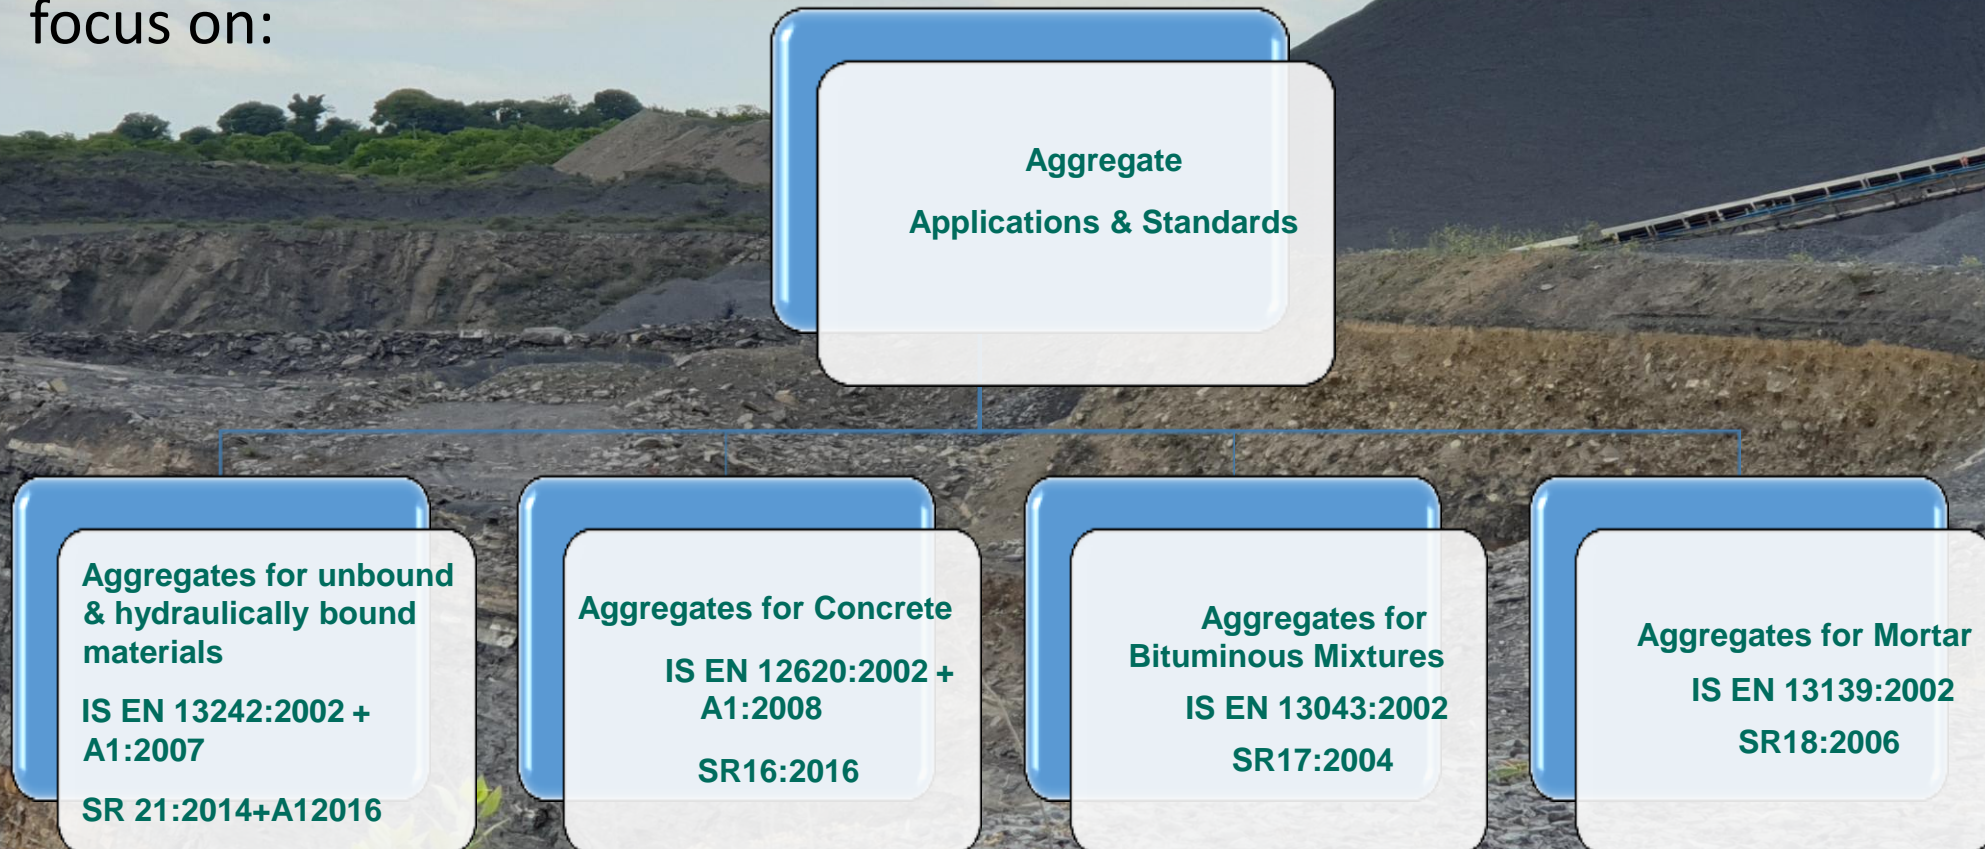 focus on:
Aggregate
Applications & Standards
Aggregates for unbound
& hydraulically bound
materials
IS EN 13242:2002 +
A1:2007
SR 21:2014+A12016
Aggregates for Concrete
IS EN 12620:2002 +
A1:2008
SR16:2016
Aggregates for
Bituminous Mixtures
IS EN 13043:2002
SR17:2004
Aggregates for Mortar
IS EN 13139:2002
SR18:2006